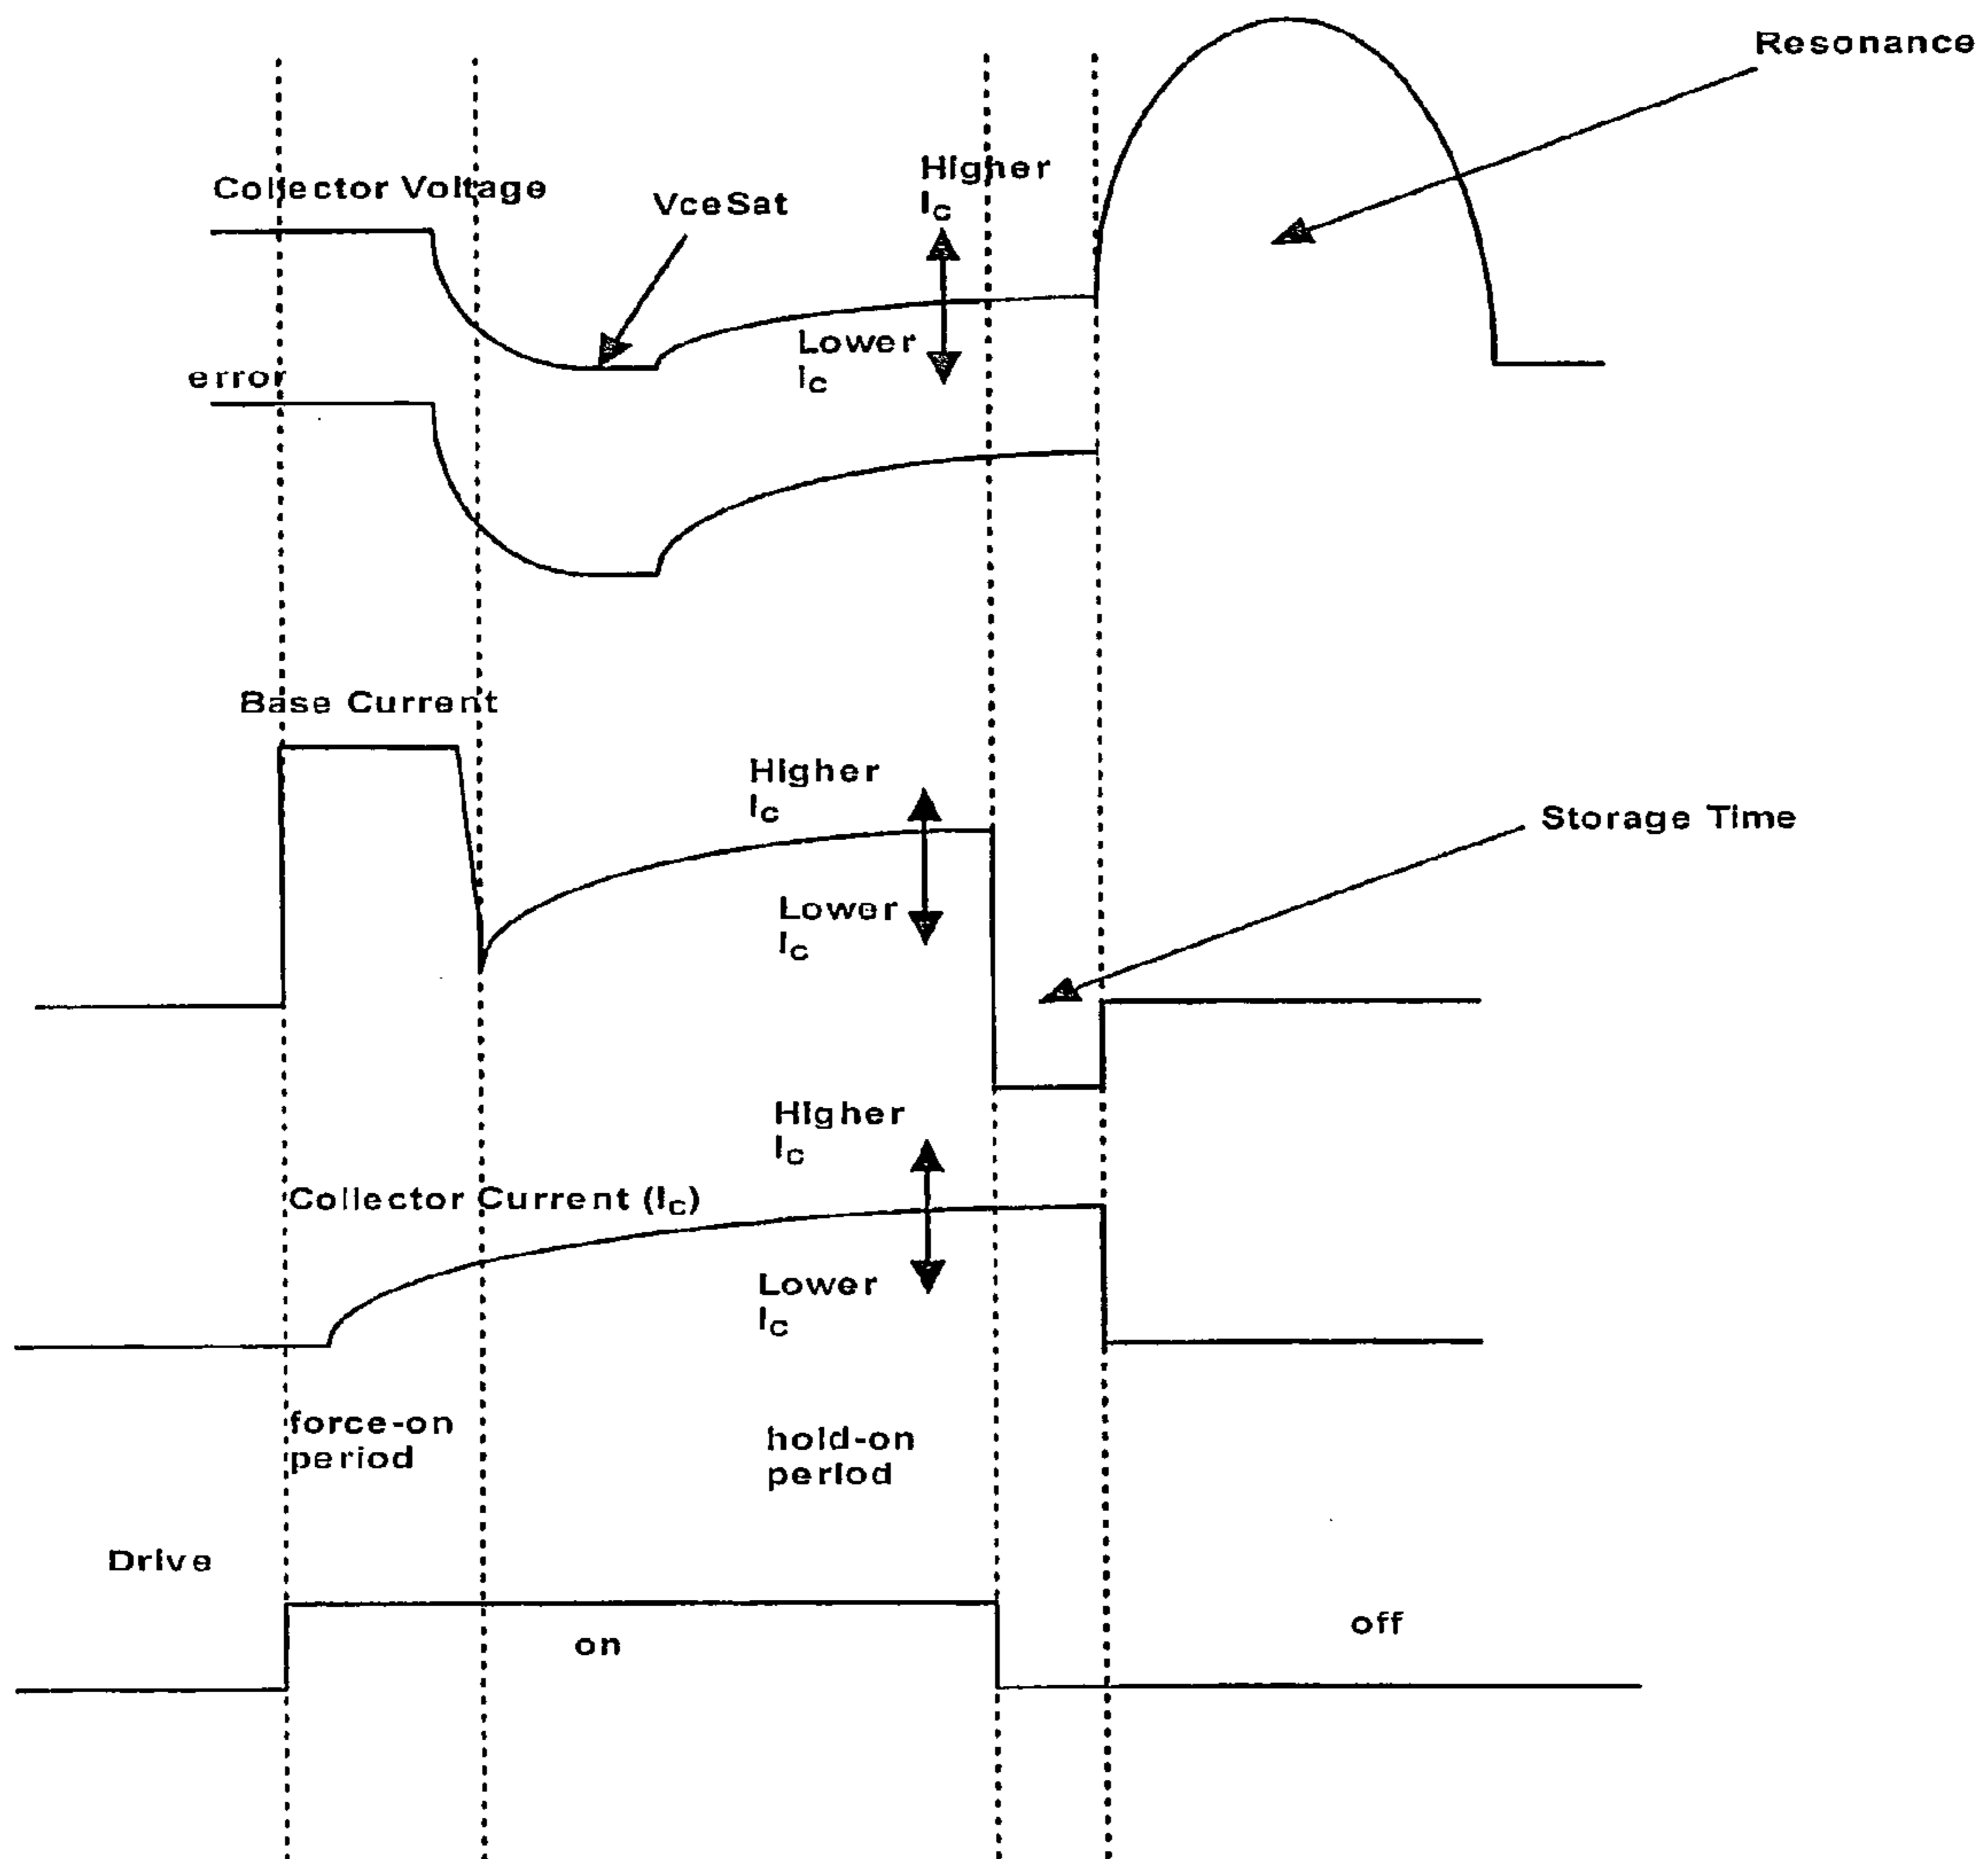 Resonance
Higher
IC
Collector Voltage
VceSat
Lower
IC
error
Base Current
Higher
IC
Storage Time
Lower
IC
Higher
IC
Collector Current (IC)
Lower
IC
force-on
period
hold-on
period
Drive
on
off